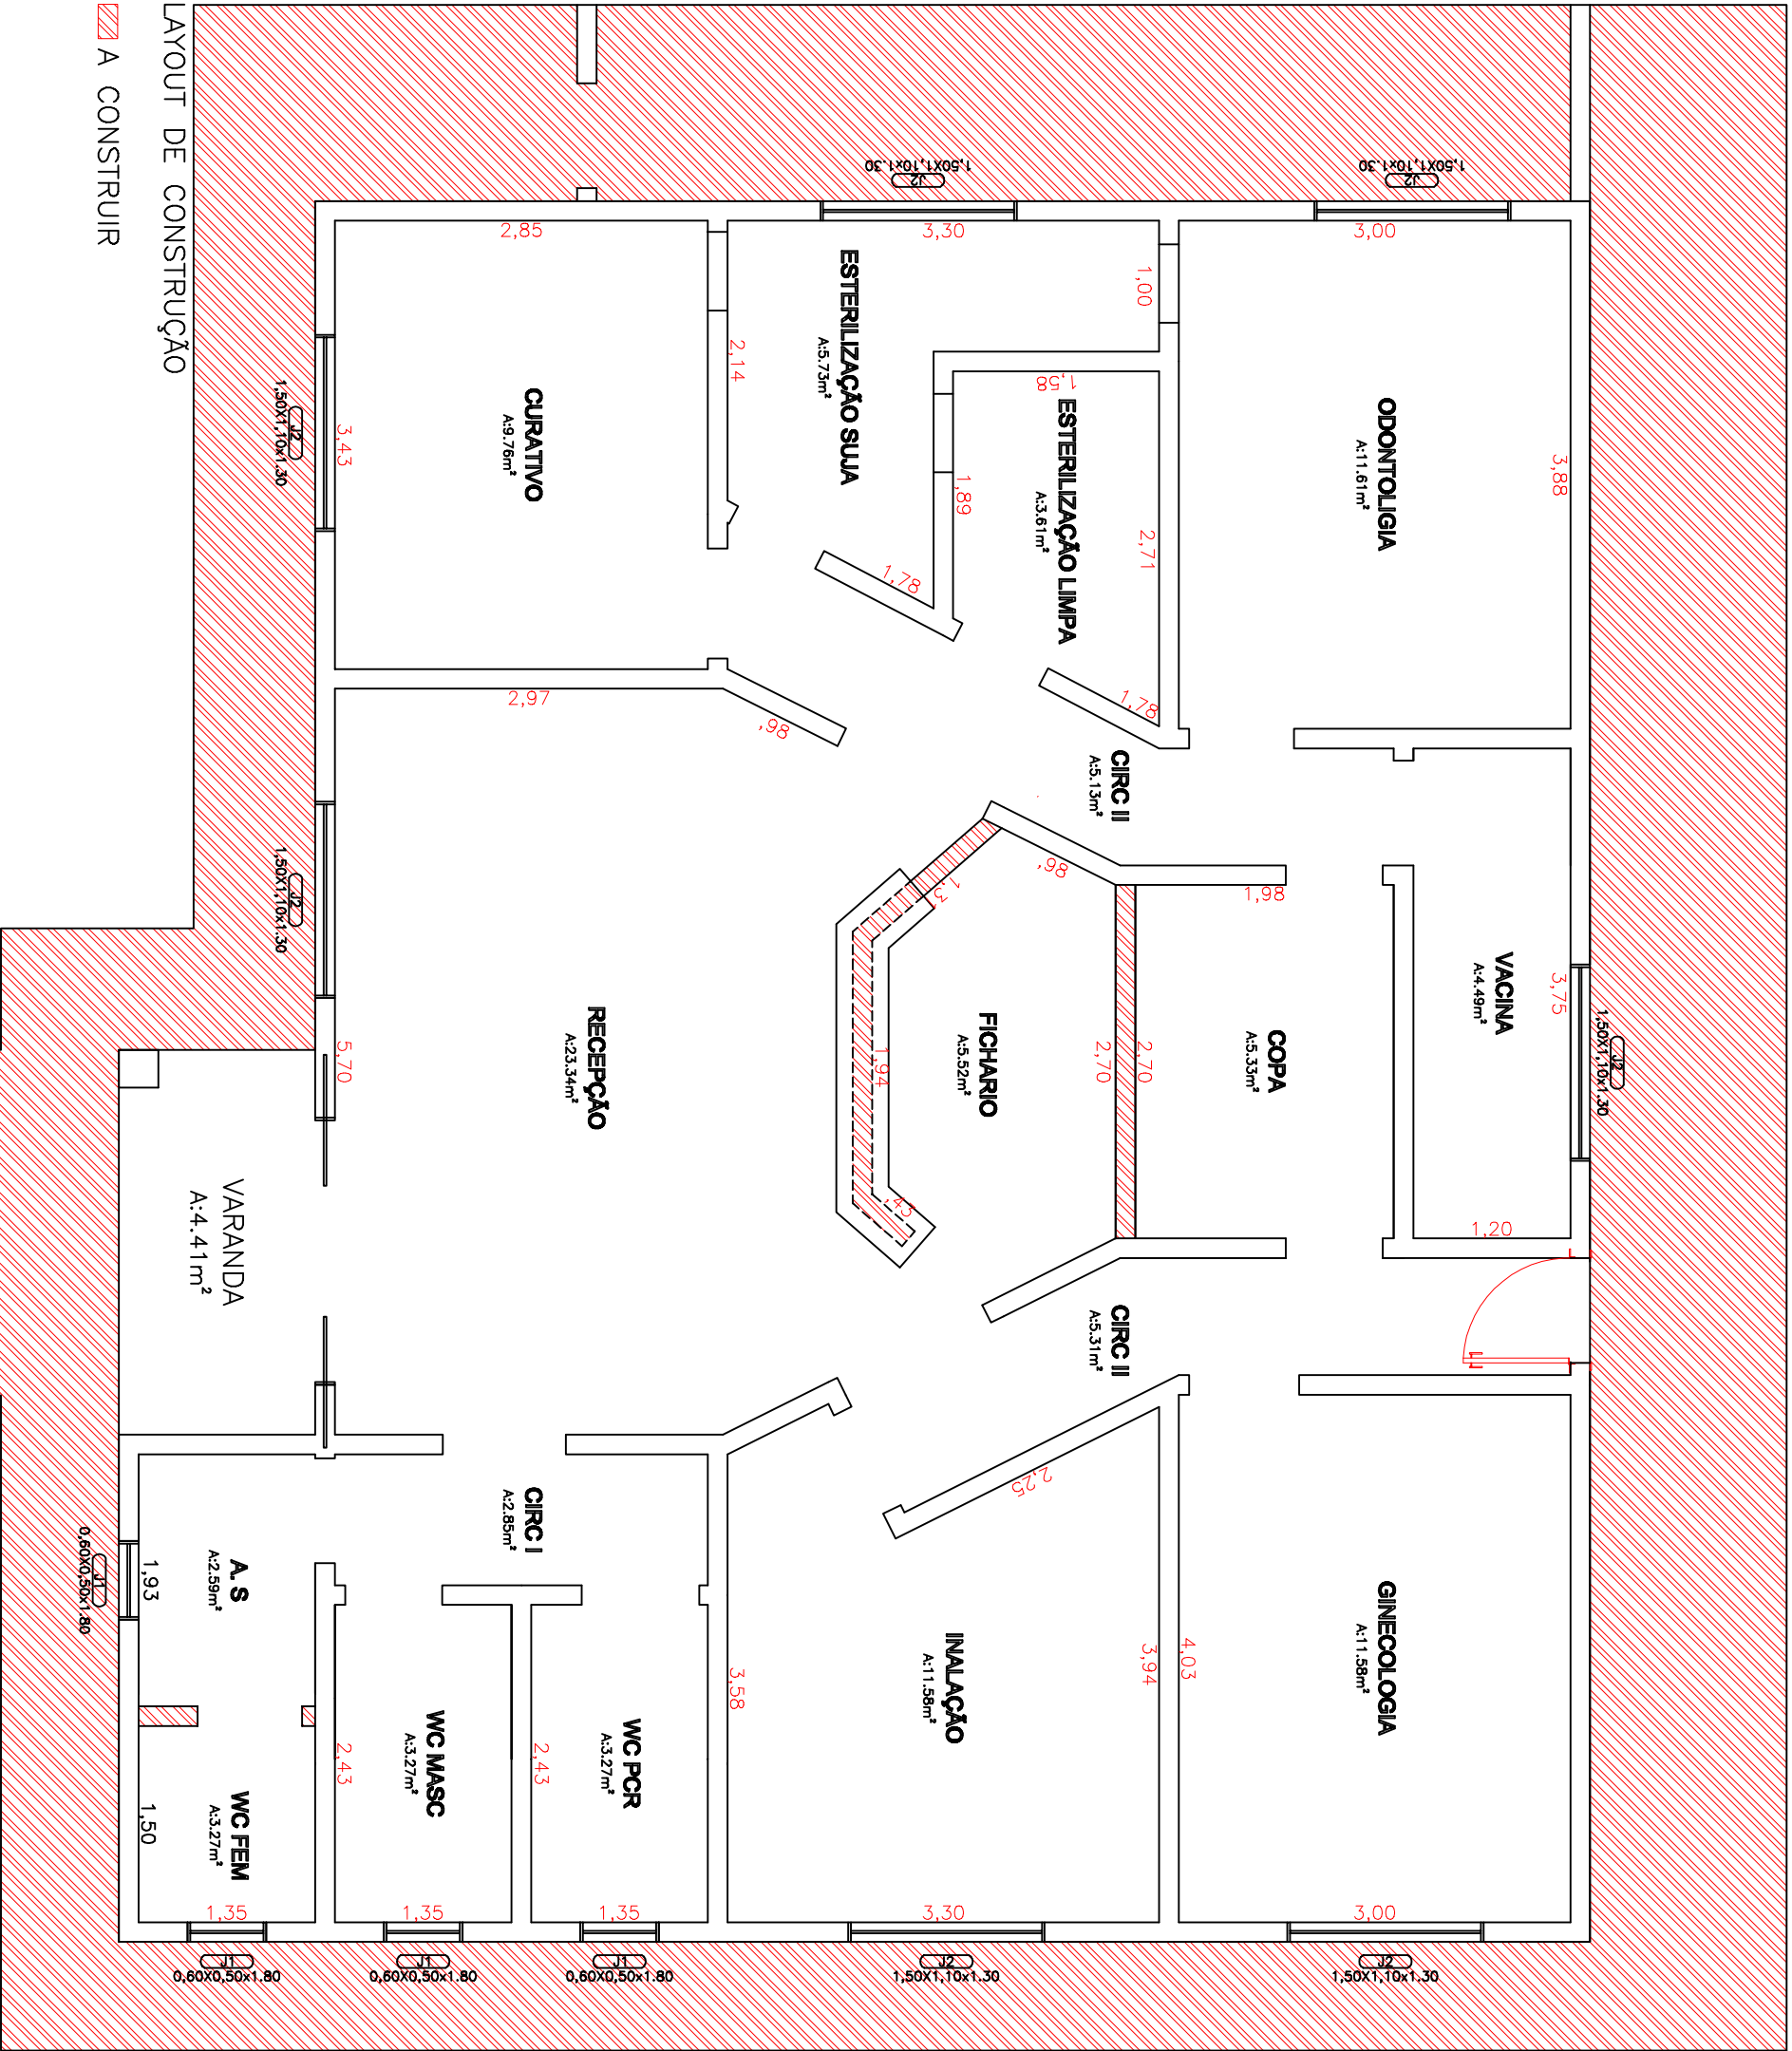 LAYOUT DE CONSTRUÇÃO
A CONSTRUIR
ODONTOLIGIA
A:11.61m²
3,00
3,88
J2
1,50X1,10x1.30
VACINA
A:4.49m²
3,75
1,20
J2
1,50X1,10x1.30
GINECOLOGIA
A:11.58m²
4,03
3,00
J2
1,50X1,10x1.30
ESTERILIZAÇÃO SUJA
A:5.73m²
3,30
1,00
2,14
1,78
J2
1,50X1,10x1.30
ESTERILIZAÇÃO LIMPA
A:3.61m²
1,58
1,89
2,71
1,78
CIRC II
A:5.13m²
COPA
A:5.33m²
1,98
2,70
2,70
FICHARIO
A:5.52m²
,98
1,3
1,94
,45
CIRC II
A:5.31m²
INALAÇÃO
A:11.58m²
2,25
3,94
3,58
3,30
J2
1,50X1,10x1.30
CURATIVO
A:9.76m²
2,85
3,43
J2
1,50X1,10x1.30
RECEPÇÃO
A:23.34m²
2,97
,98
5,70
J2
1,50X1,10x1.30
CIRC I
A:2.85m²
WC PCR
A:3.27m²
2,43
1,35
J1
0,60X0,50x1.80
WC MASC
A:3.27m²
2,43
1,35
J1
0,60X0,50x1.80
VARANDA
A:4.41m²
A. S
A:2.59m²
1,93
J1
0,60X0,50x1.80
WC FEM
A:3.27m²
1,50
1,35
J1
0,60X0,50x1.80